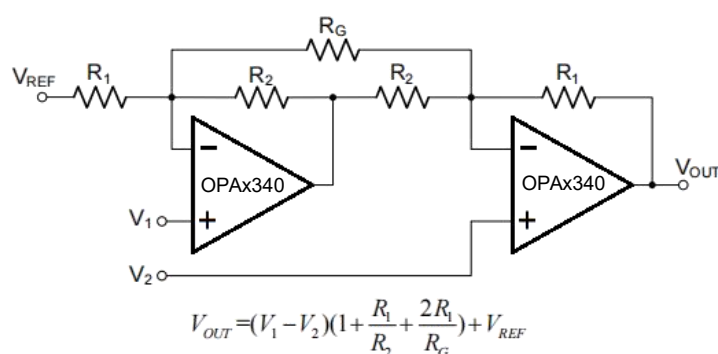 R_G
V_REF
R_1
R_2
R_2
R_1
−
OPAx340
+
−
OPAx340
+
V_OUT
V_1
V_2
V_OUT=(V_1−V_2)(1+R_1/R_2+2R_1/R_G)+V_REF